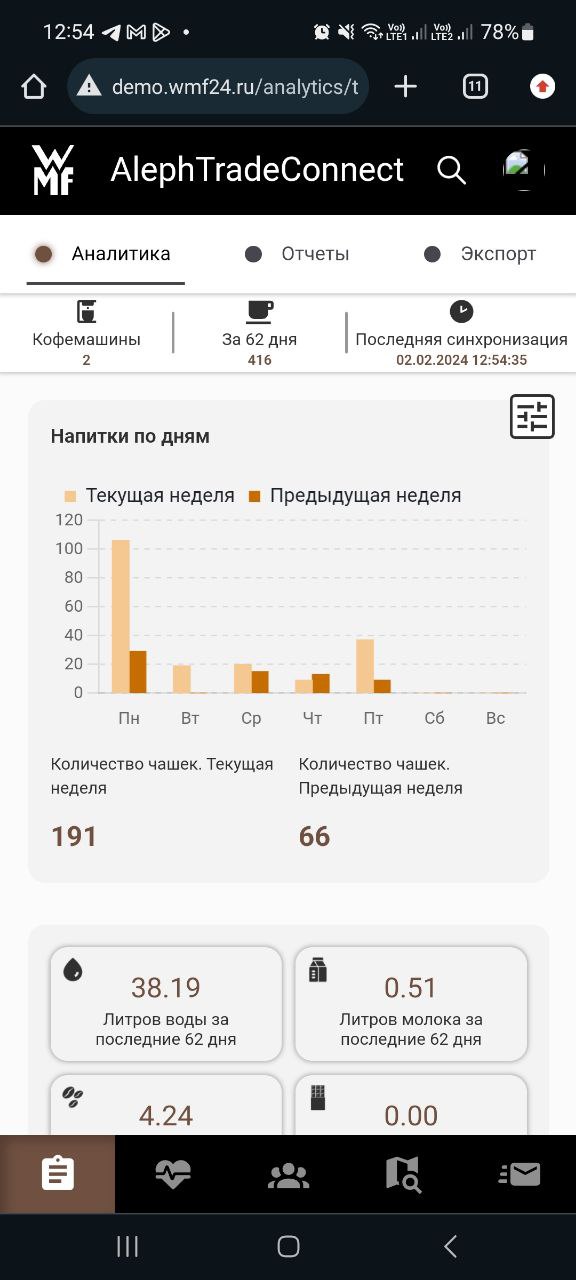 12:54
Vo)) LTE1
Vo)) LTE2
78%
demo.wmf24.ru/analytics/t
11
WMF
AlephTradeConnect
Аналитика
Отчеты
Экспорт
Кофемашины
2
За 62 дня
416
Последняя синхронизация
02.02.2024 12:54:35
Напитки по дням
Текущая неделя
Предыдущая неделя
120
100
80
60
40
20
0
Пн Вт Ср Чт Пт Сб Вс
Количество чашек. Текущая
неделя
191
Количество чашек.
Предыдущая неделя
66
38.19
Литров воды за
последние 62 дня
0.51
Литров молока за
последние 62 дня
4.24
0.00